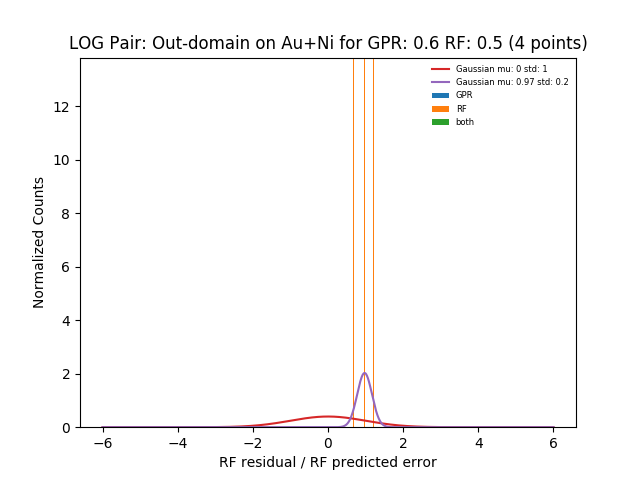 LOG Pair: Out-domain on Au+Ni for GPR: 0.6 RF: 0.5 (4 points)
Gaussian mu: 0 std: 1
Gaussian mu: 0.97 std: 0.2
GPR
RF
both
12
10
8
6
4
2
0
Normalized Counts
−6 −4 −2 0 2 4 6
RF residual / RF predicted error